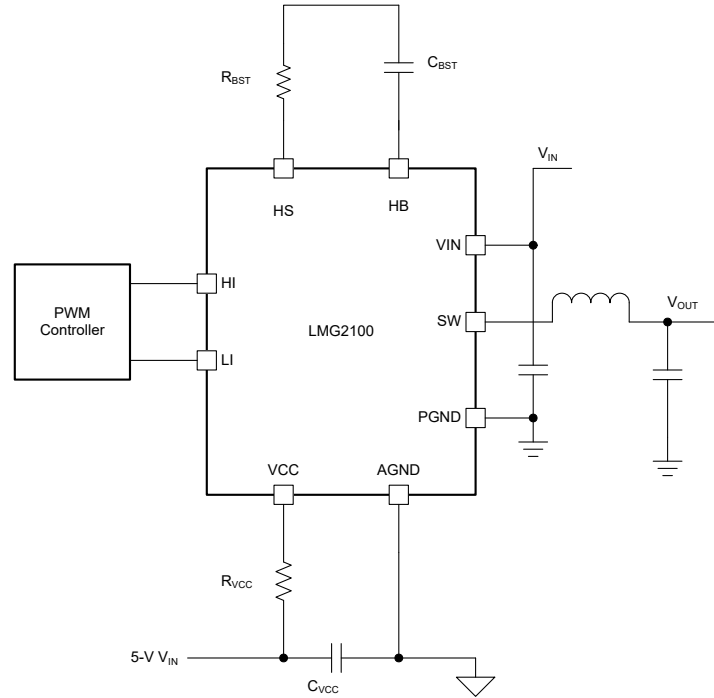 R_BST
C_BST
V_IN
HS
HB
VIN
HI
PWM
Controller
LMG2100
SW
V_OUT
LI
PGND
VCC
AGND
R_VCC
5-V V_IN
C_VCC